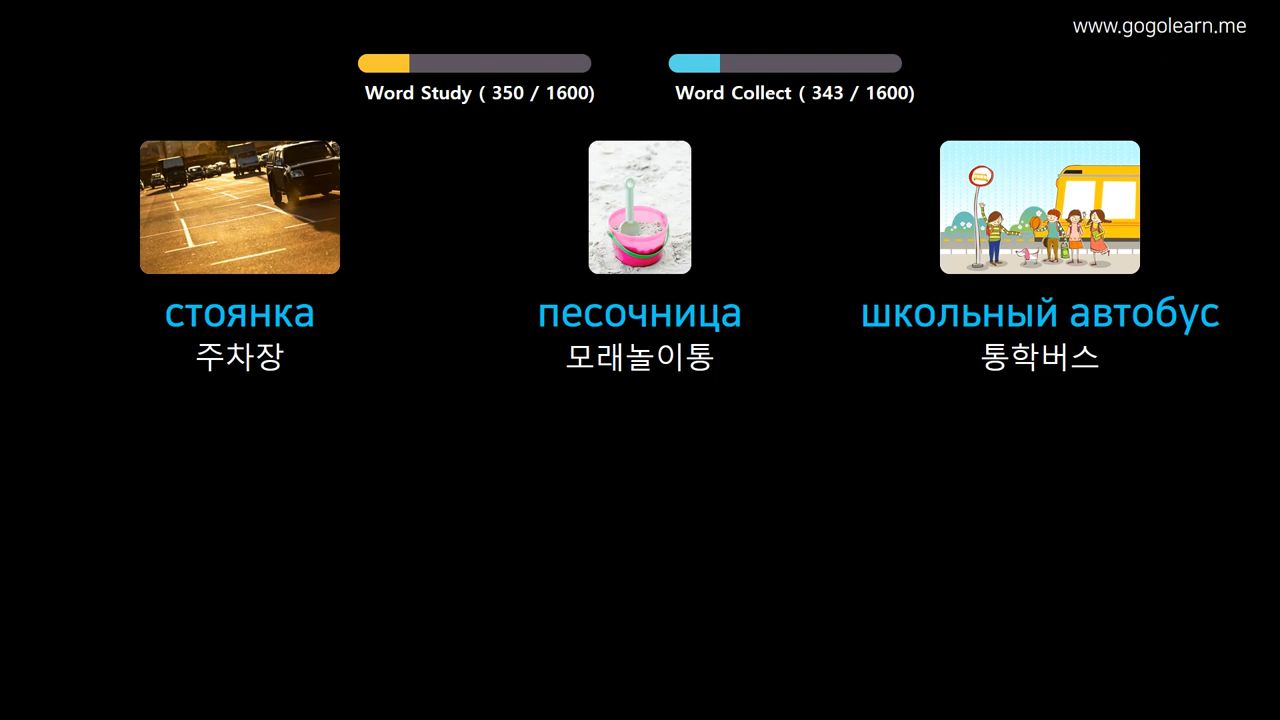 www.gogolearn.me
Word Study ( 350 / 1600)
Word Collect ( 343 / 1600)
стоянка
песочница
школьный автобус
주차장
모래놀이통
통학버스